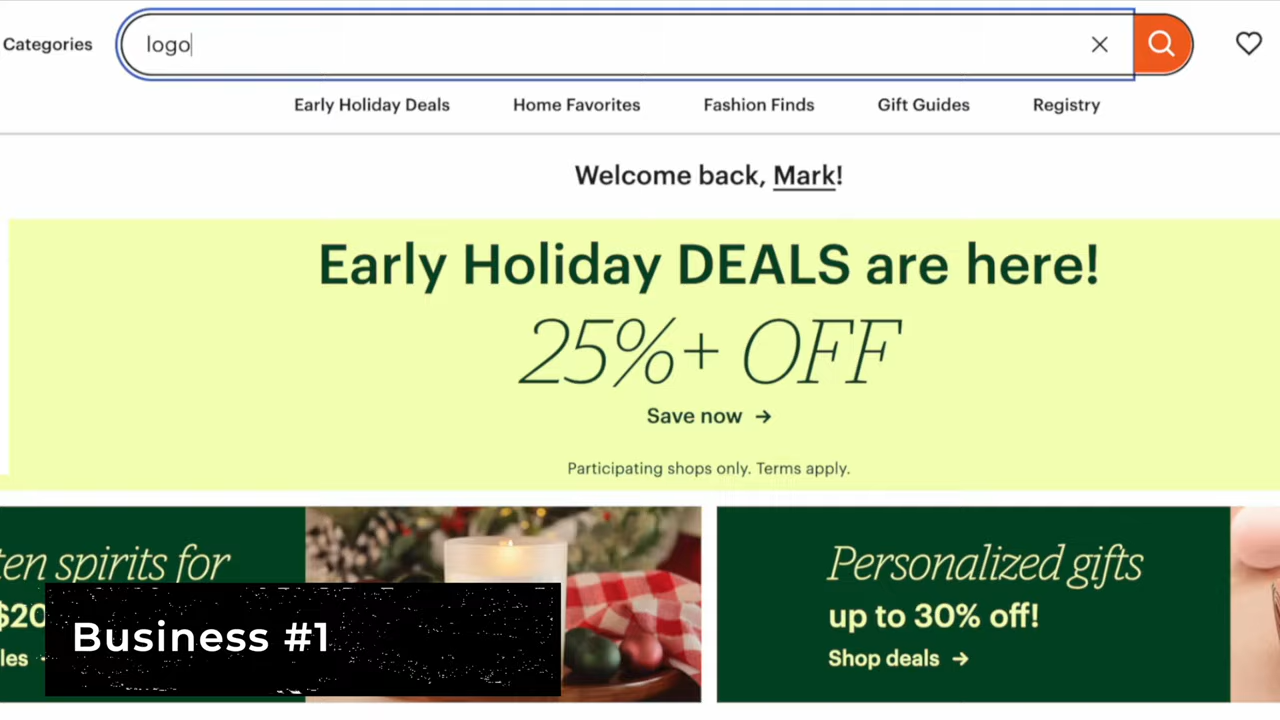 Categories
logo
Early Holiday Deals Home Favorites Fashion Finds Gift Guides Registry
Welcome back, Mark!
Early Holiday DEALS are here!
25%+ OFF
Save now →
Participating shops only. Terms apply.
spirits for
$20
Business #1
Personalized gifts
up to 30% off!
Shop deals →